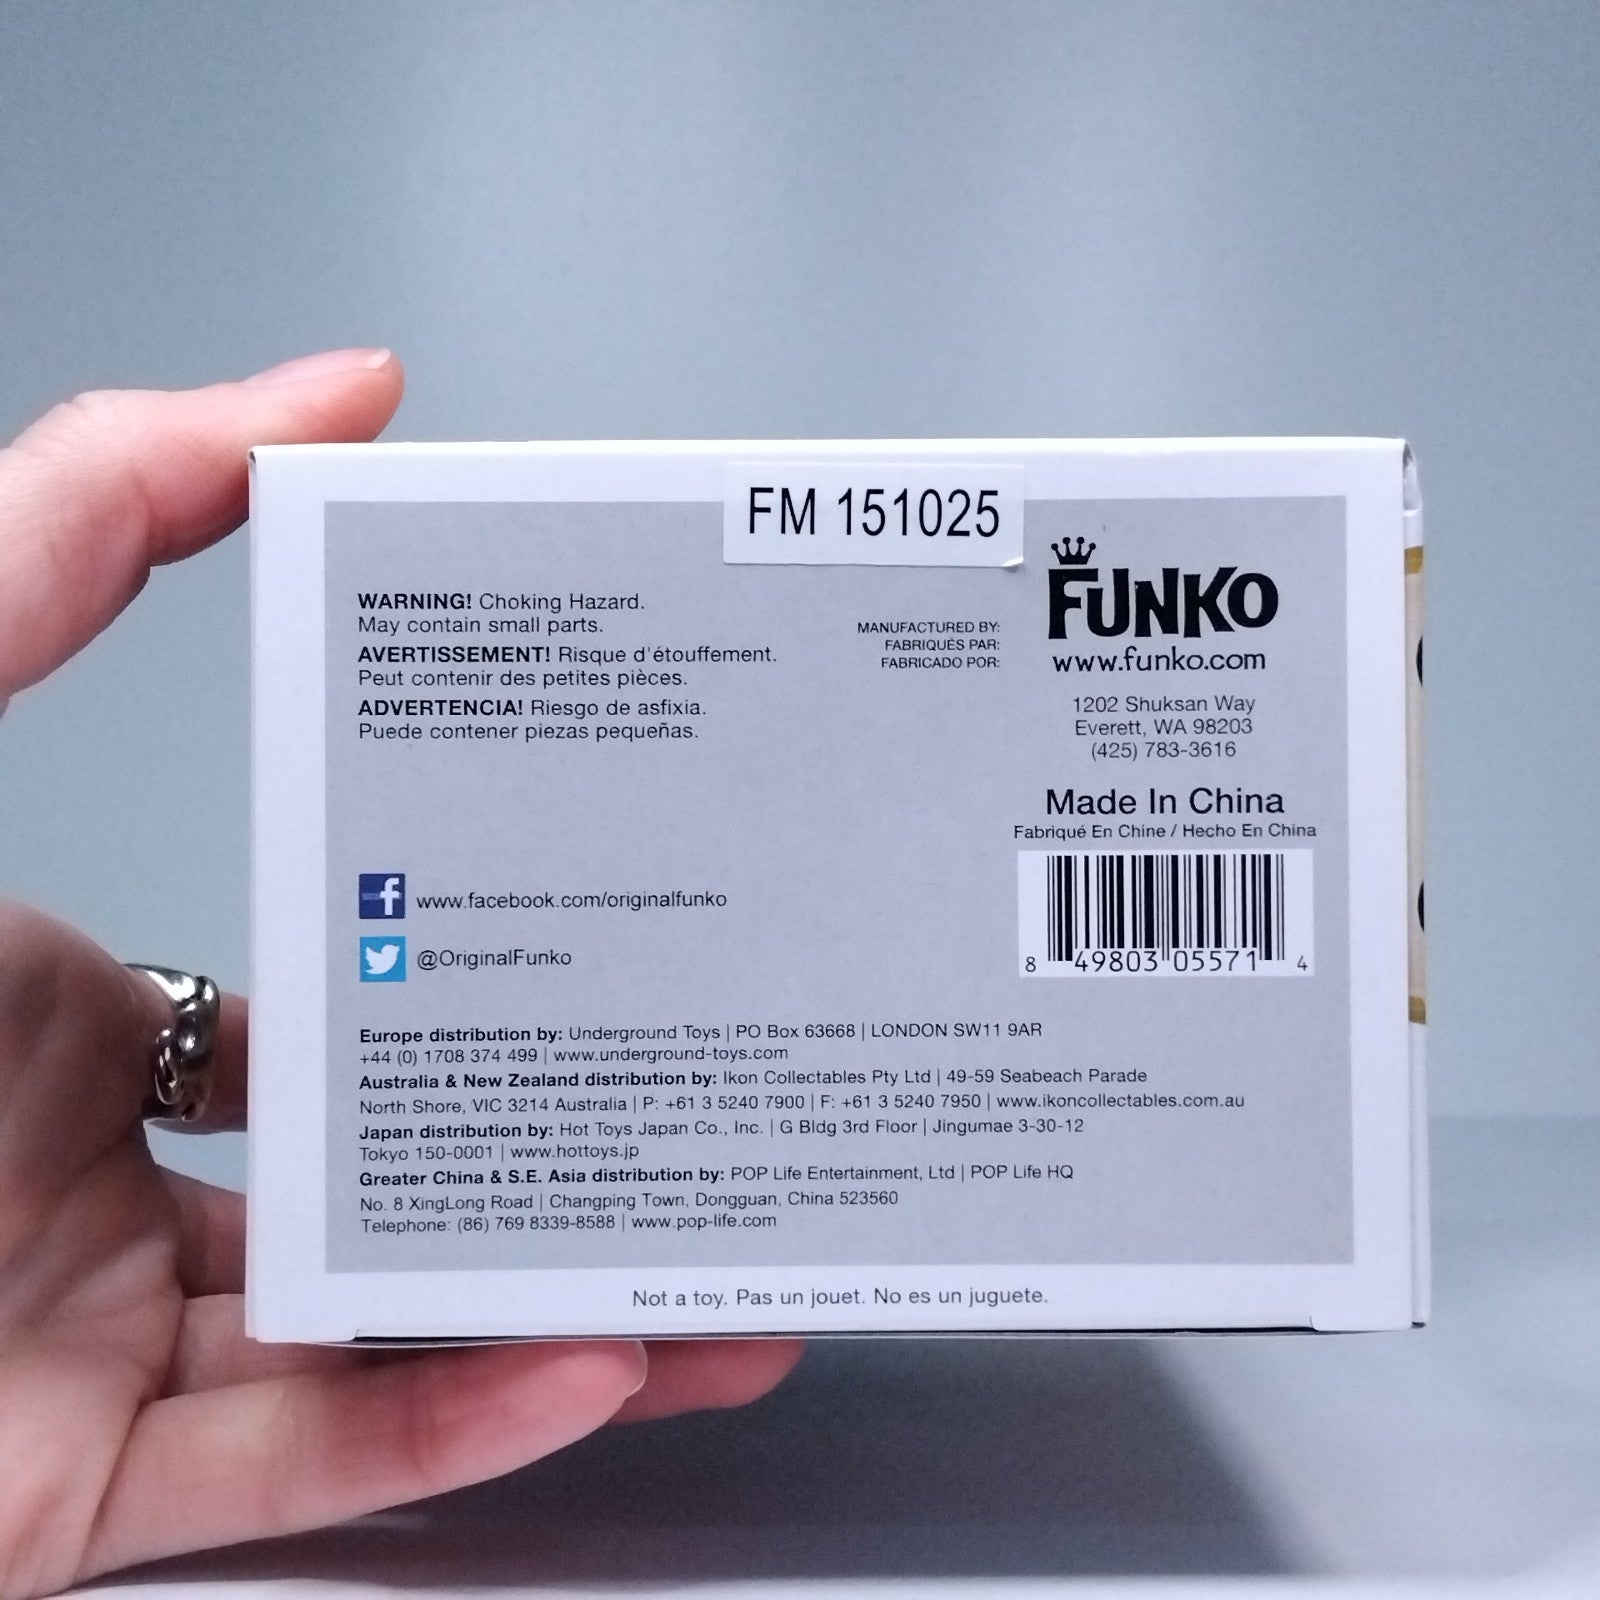 FM 151025
WARNING! Choking Hazard.
May contain small parts.
AVERTISSEMENT! Risque d'étouffement.
Peut contenir des petites pièces.
ADVERTENCIA! Riesgo de asfixia.
Puede contener piezas pequeñas.
MANUFACTURED BY:
FABRIQUÉS PAR:
FABRICADO POR:
FUNKO
www.funko.com
1202 Shuksan Way
Everett, WA 98203
(425) 783-3616
Made In China
Fabriqué En Chine / Hecho En China
8 49803 05571 4
f www.facebook.com/originalfunko
@OriginalFunko
Europe distribution by: Underground Toys | PO Box 63668 | LONDON SW11 9AR
+44 (0) 1708 374 499 | www.underground-toys.com
Australia & New Zealand distribution by: Ikon Collectables Pty Ltd | 49-59 Seabeach Parade
North Shore, VIC 3214 Australia | P: +61 3 5240 7900 | F: +61 3 5240 7950 | www.ikoncollectables.com.au
Japan distribution by: Hot Toys Japan Co., Inc. | G Bldg 3rd Floor | Jingumae 3-30-12
Tokyo 150-0001 | www.hottoys.jp
Greater China & S.E. Asia distribution by: POP Life Entertainment, Ltd | POP Life HQ
No. 8 XingLong Road | Changping Town, Dongguan, China 523560
Telephone: (86) 769 8339-8588 | www.pop-life.com
Not a toy. Pas un jouet. No es un juguete.